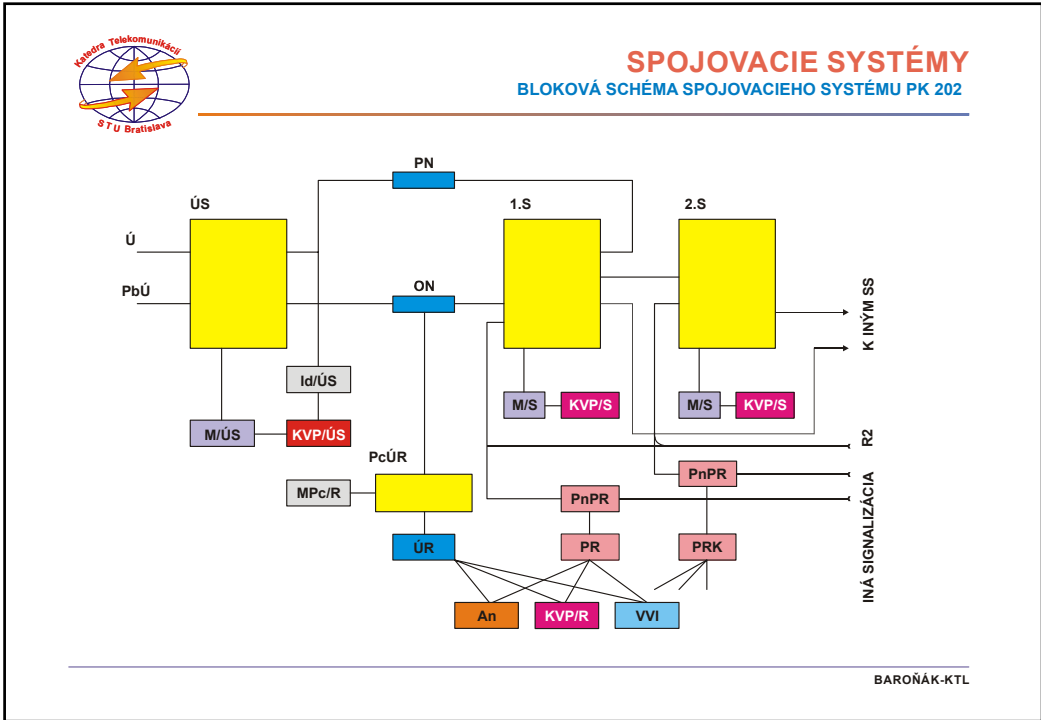 Katedra Telekomunikácií
STU Bratislava
SPOJOVACIE SYSTÉMY
BLOKOVÁ SCHÉMA SPOJOVACIEHO SYSTÉMU PK 202
PN
ÚS
1.S
2.S
Ú
PbÚ
ON
K INÝM SS
Id/ÚS
M/ÚS
KVP/ÚS
M/S
KVP/S
M/S
KVP/S
R2
PcÚR
MPc/R
PnPR
PnPR
INÁ SIGNALIZÁCIA
ÚR
PR
PRK
An
KVP/R
VVI
BAROŇÁK-KTL